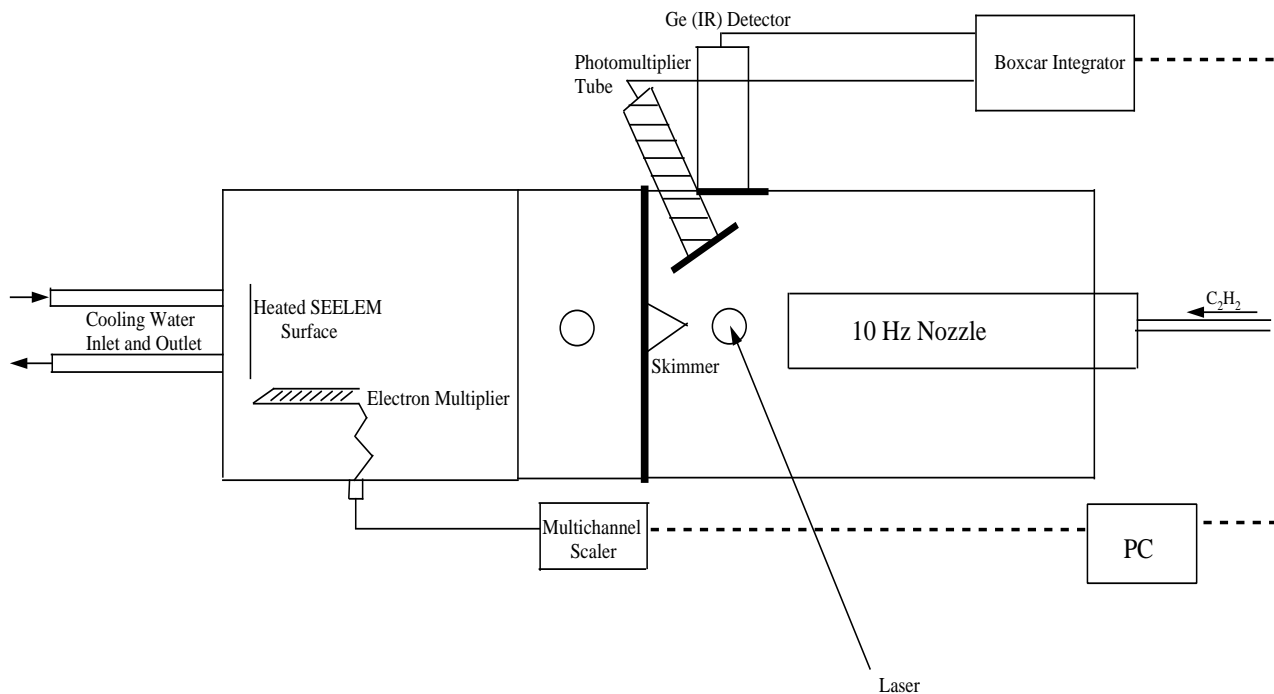 Ge (IR) Detector
Photomultiplier
Tube
Boxcar Integrator
Heated SEELEM
Surface
Cooling Water
Inlet and Outlet
C₂H₂
10 Hz Nozzle
Skimmer
Electron Multiplier
Multichannel
Scaler
PC
Laser